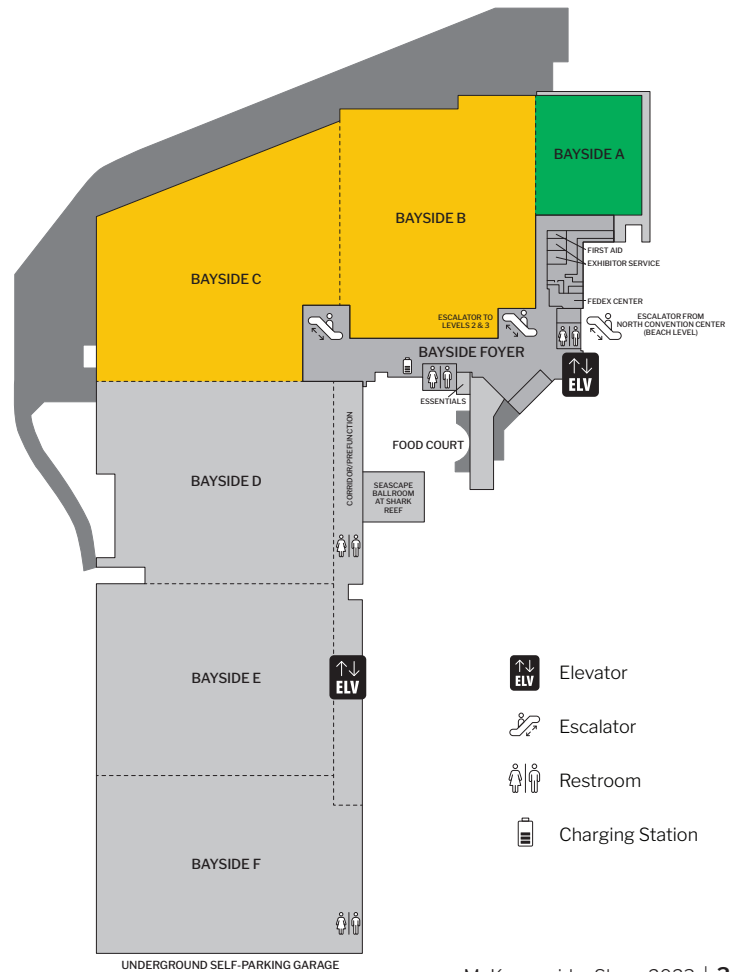 BAYSIDE A
BAYSIDE B
FIRST AID
EXHIBITOR SERVICE
BAYSIDE C
FEDEX CENTER
ESCALATOR TO
LEVELS 2 & 3
ESCALATOR FROM
NORTH CONVENTION CENTER
(BEACH LEVEL)
BAYSIDE FOYER
ELV
ESSENTIALS
CORRIDOR/PREFUNCTION
FOOD COURT
BAYSIDE D
SEASCAPE
BALLROOM
AT SHARK
REEF
BAYSIDE E
ELV
ELV Elevator
Escalator
Restroom
Charging Station
BAYSIDE F
UNDERGROUND SELF-PARKING GARAGE